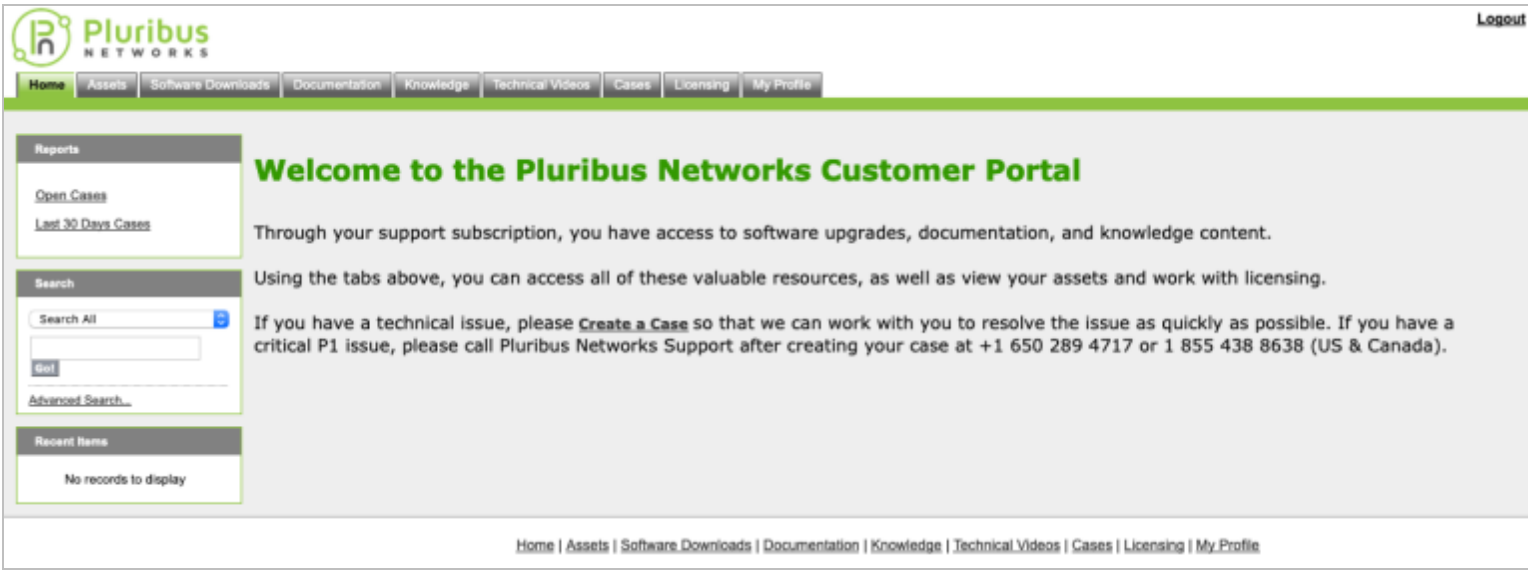 Pluribus
NETWORKS
Logout
Home Assets Software Downloads Documentation Knowledge Technical Videos Cases Licensing My Profile
Reports
Open Cases
Last 30 Days Cases
Search
Search All
Go!
Advanced Search...
Recent Items
No records to display
Welcome to the Pluribus Networks Customer Portal
Through your support subscription, you have access to software upgrades, documentation, and knowledge content.
Using the tabs above, you can access all of these valuable resources, as well as view your assets and work with licensing.
If you have a technical issue, please Create a Case so that we can work with you to resolve the issue as quickly as possible. If you have a
critical P1 issue, please call Pluribus Networks Support after creating your case at +1 650 289 4717 or 1 855 438 8638 (US & Canada).
Home | Assets | Software Downloads | Documentation | Knowledge | Technical Videos | Cases | Licensing | My Profile